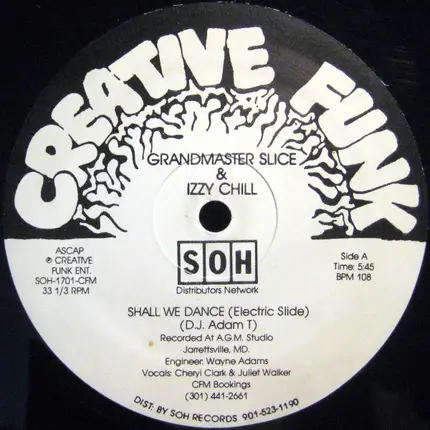 CREATIVE FUNK
GRANDMASTER SLICE
&
IZZY CHILL
ASCAP
℗ CREATIVE
FUNK ENT.
SOH-1701-CFM
33 1/3 RPM
SOH
Distributors Network
Side A
Time: 5:45
BPM 108
SHALL WE DANCE (Electric Slide)
(D.J. Adam T)
Recorded At A.G.M. Studio
Jarrettsville, MD.
Engineer: Wayne Adams
Vocals: Cheryl Clark & Juliet Walker
CFM Bookings
(301) 441-2661
DIST. BY SOH RECORDS 901-523-1190